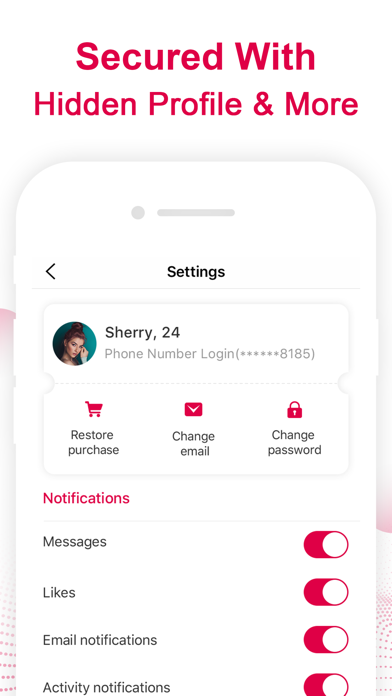 Secured With
Hidden Profile & More
Settings
Sherry, 24
Phone Number Login(******8185)
Restore
purchase
Change
email
Change
password
Notifications
Messages
Likes
Email notifications
Activity notifications